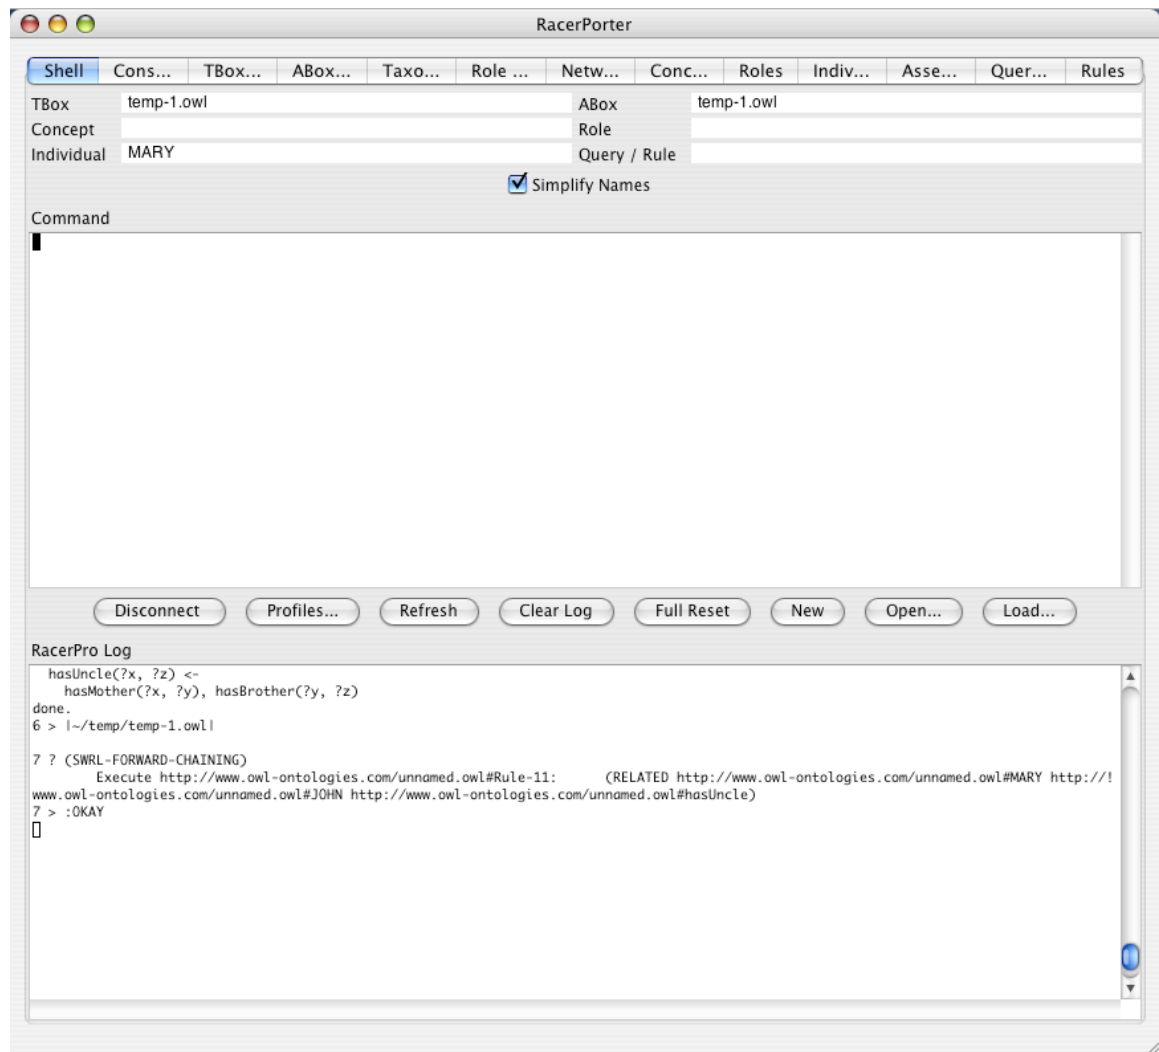 RacerPorter
Shell Cons... TBox... ABox... Taxo... Role ... Netw... Conc... Roles Indiv... Asse... Quer... Rules
TBox temp-1.owl ABox temp-1.owl
Concept Role
Individual MARY Query / Rule
Simplify Names
Command
Disconnect Profiles... Refresh Clear Log Full Reset New Open... Load...
RacerPro Log
hasUncle(?x, ?z) <-
hasMother(?x, ?y), hasBrother(?y, ?z)
done.
6 > |~/temp/temp-1.owl|
7 ? (SWRL-FORWARD-CHAINING)
Execute http://www.owl-ontologies.com/unnamed.owl#Rule-11: (RELATED http://www.owl-ontologies.com/unnamed.owl#MARY http://!
www.owl-ontologies.com/unnamed.owl#JOHN http://www.owl-ontologies.com/unnamed.owl#hasUncle)
7 > :OKAY